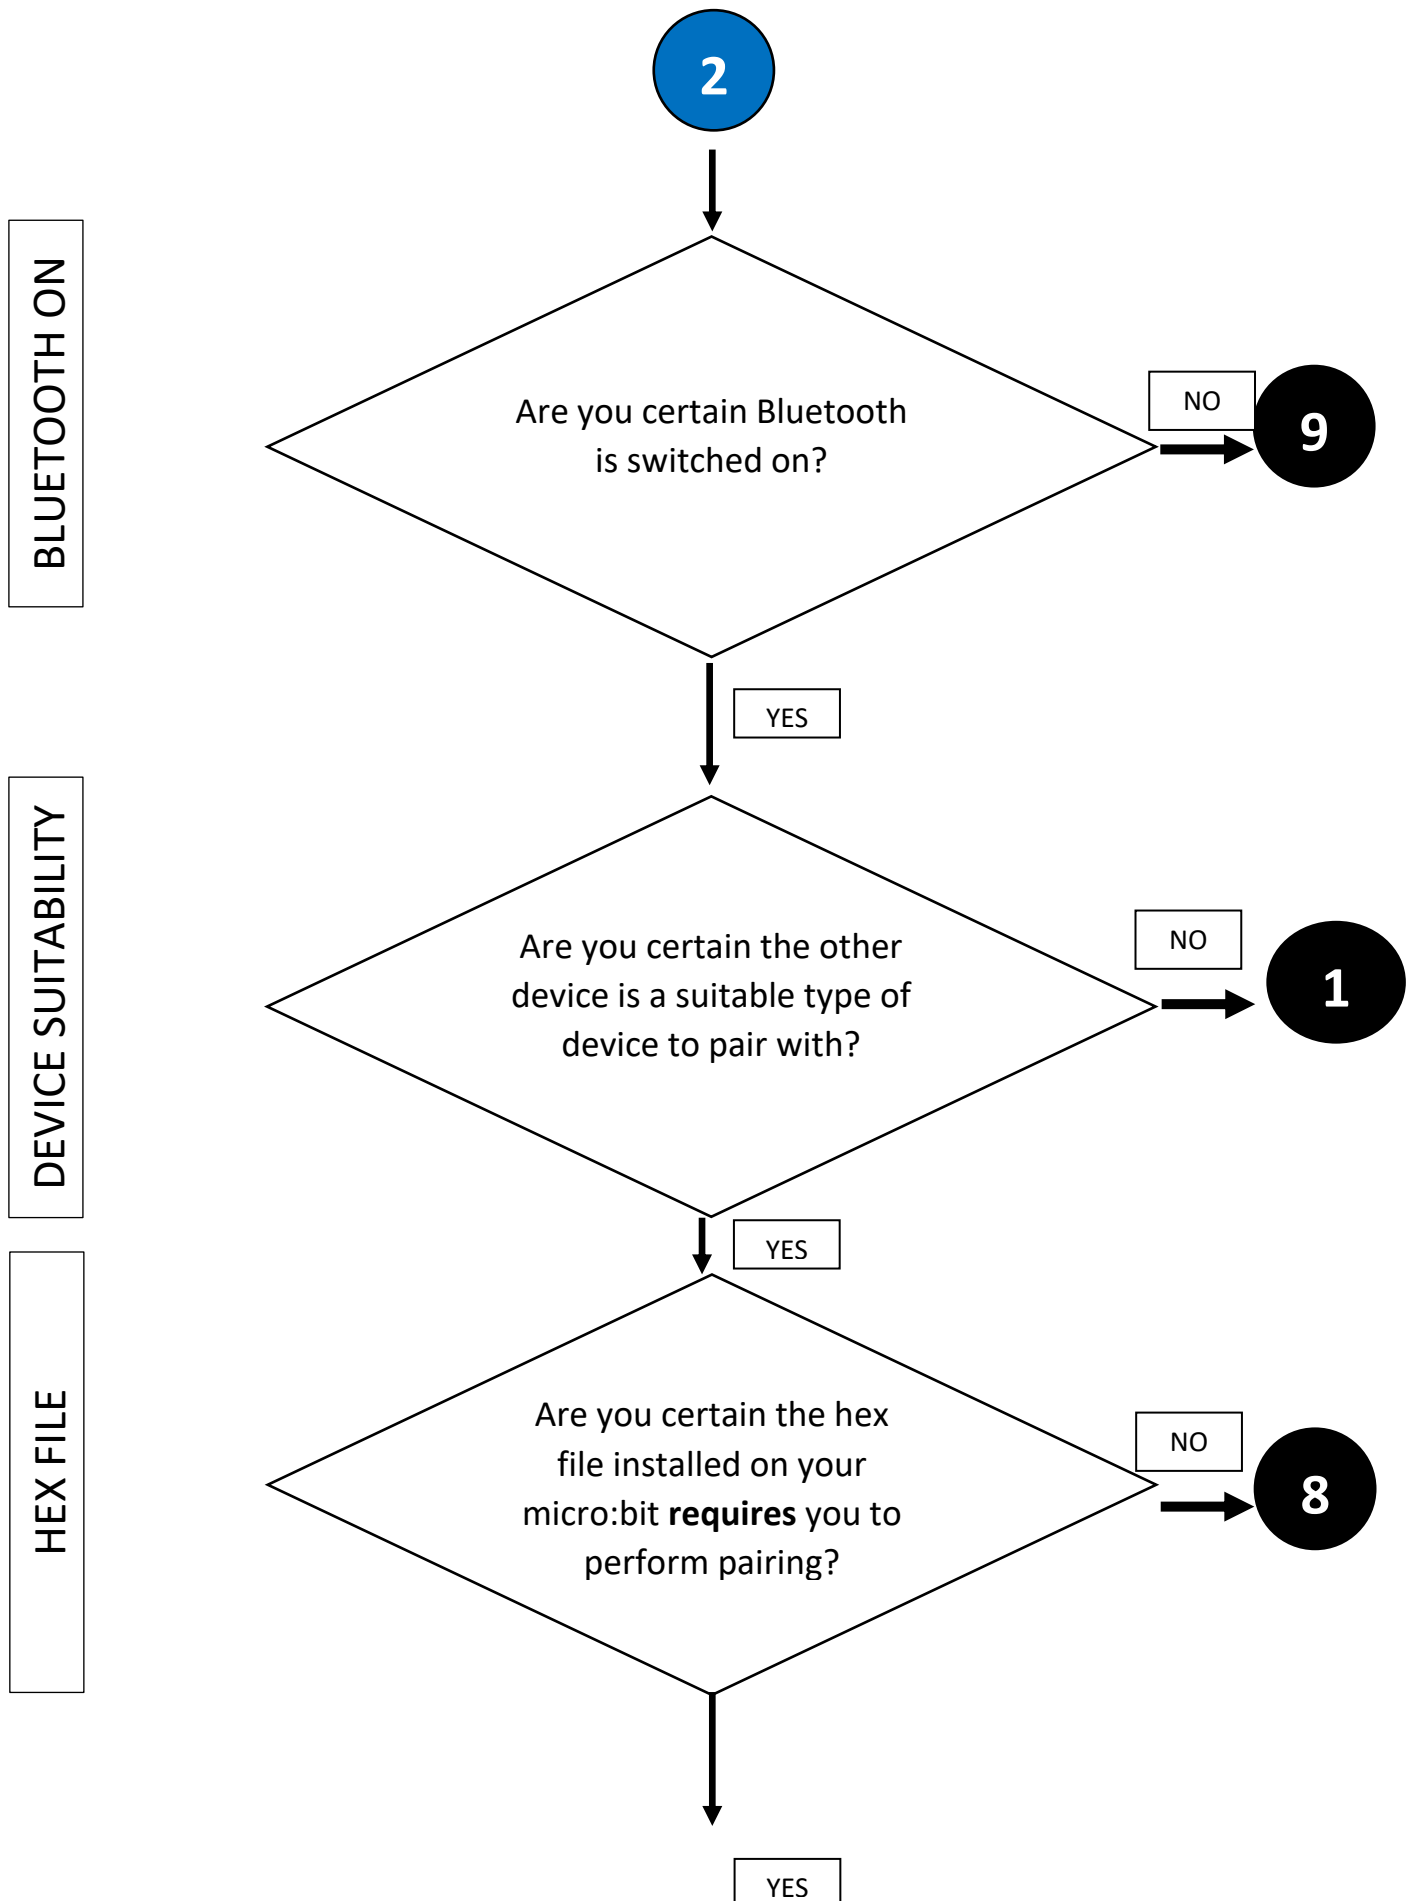 2
BLUETOOTH ON
Are you certain Bluetooth
is switched on?
NO
9
YES
DEVICE SUITABILITY
Are you certain the other
device is a suitable type of
device to pair with?
NO
1
YES
HEX FILE
Are you certain the hex
file installed on your
micro:bit requires you to
perform pairing?
NO
8
YES